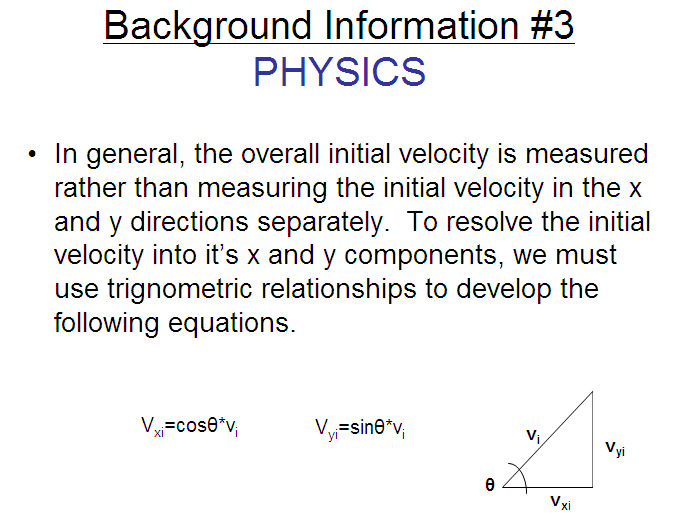 Background Information #3
PHYSICS
• In general, the overall initial velocity is measured
rather than measuring the initial velocity in the x
and y directions separately.  To resolve the initial
velocity into it’s x and y components, we must
use trignometric relationships to develop the
following equations.
Vxi=cosθ*vi
Vyi=sinθ*vi
vi
vyi
θ
vxi